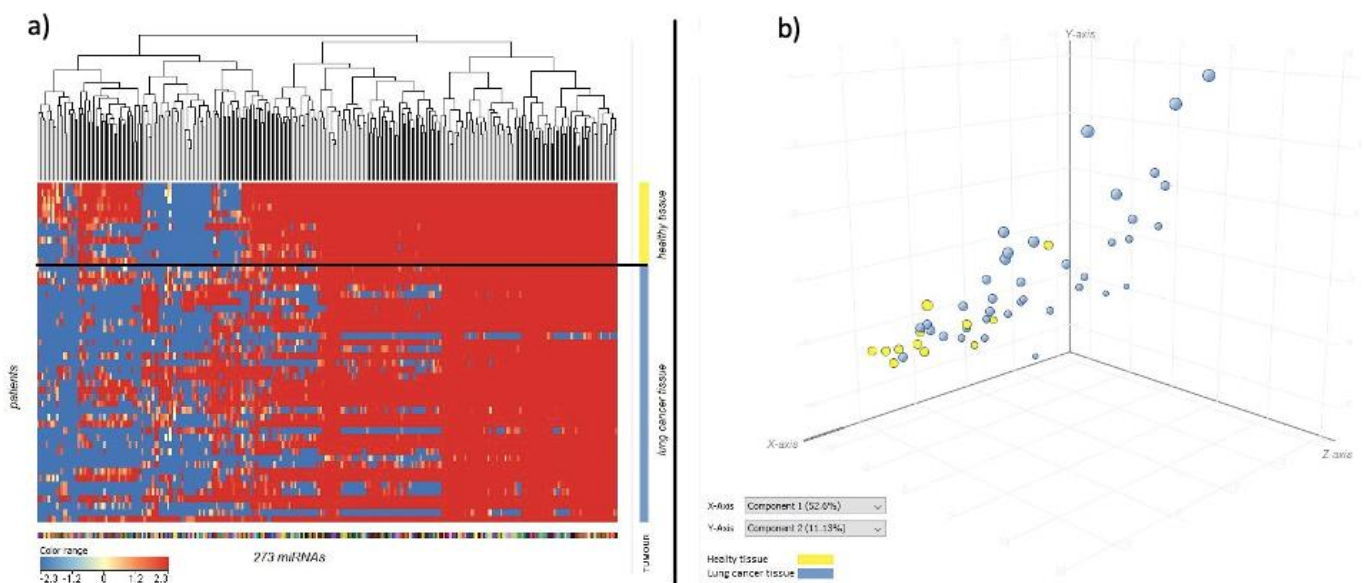 a)
healthy tissue
lung cancer tissue
patients
TUMOUR
273 miRNAs
Color range
-2.3 -1.2 0 1.2 2.3
b)
Y-axis
X-axis
Z-axis
X-Axis Component 1 (52.6%)
Y-Axis Component 2 (11.13%)
Healty tissue
Lung cancer tissue